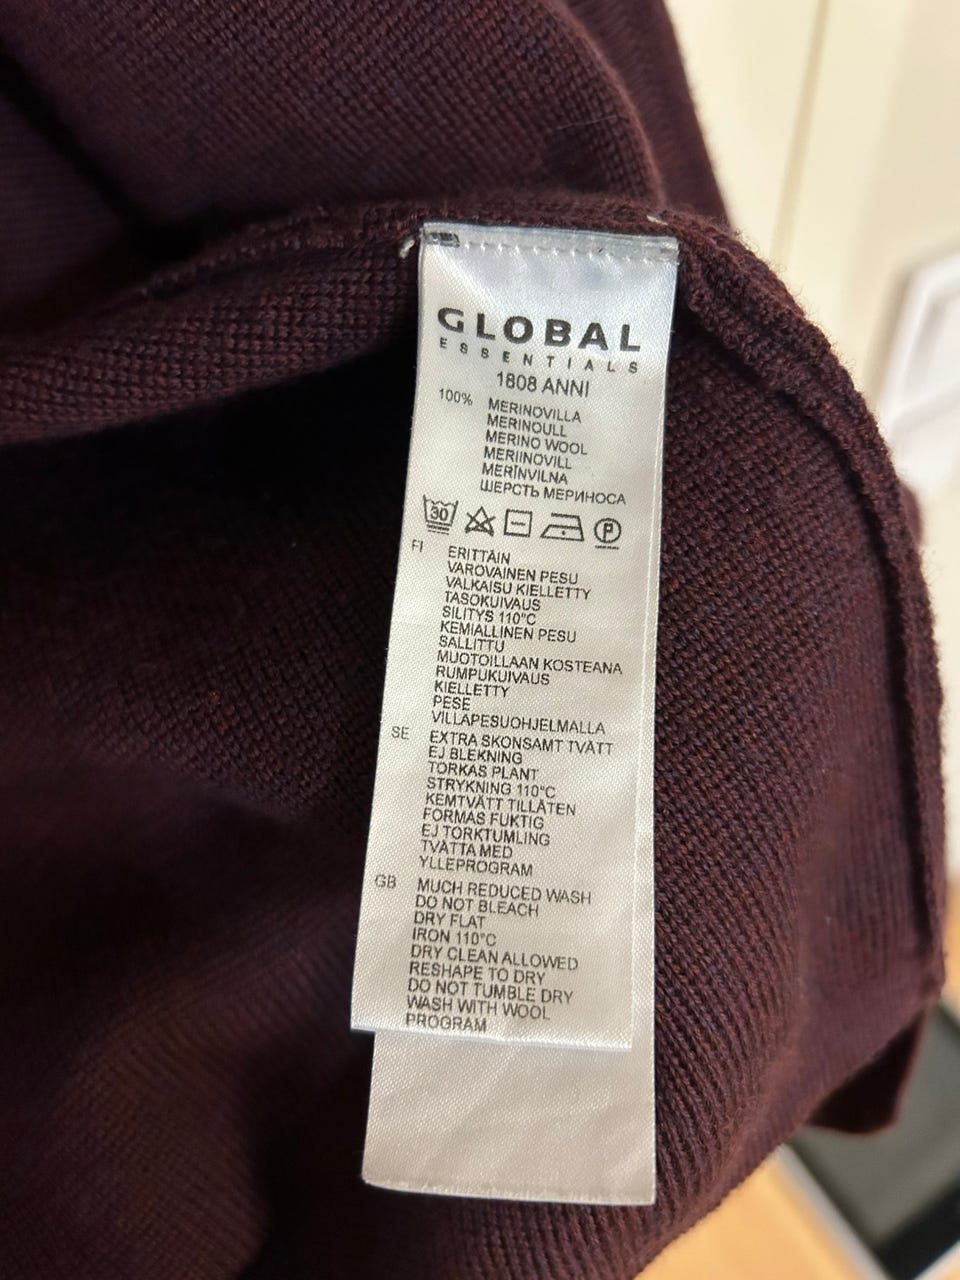 GLOBAL
ESSENTIALS
1808 ANNI
100% MERINOVILLA
MERINOULL
MERINO WOOL
MERIINOVILL
MERĪNVILNA
ШЕРСТЬ МЕРИНОСА
30 P
FI ERITTÄIN
VAROVAINEN PESU
VALKAISU KIELLETTY
TASOKUIVAUS
SILITYS 110°C
KEMIALLINEN PESU
SALLITTU
MUOTOILLAAN KOSTEANA
RUMPUKUIVAUS
KIELLETTY
PESE
VILLAPESUOHJELMALLA
SE EXTRA SKONSAMT TVÄTT
EJ BLEKNING
TORKAS PLANT
STRYKNING 110°C
KEMTVÄTT TILLÅTEN
FORMAS FUKTIG
EJ TORKTUMLING
TVÄTTA MED
YLLEPROGRAM
GB MUCH REDUCED WASH
DO NOT BLEACH
DRY FLAT
IRON 110°C
DRY CLEAN ALLOWED
RESHAPE TO DRY
DO NOT TUMBLE DRY
WASH WITH WOOL
PROGRAM